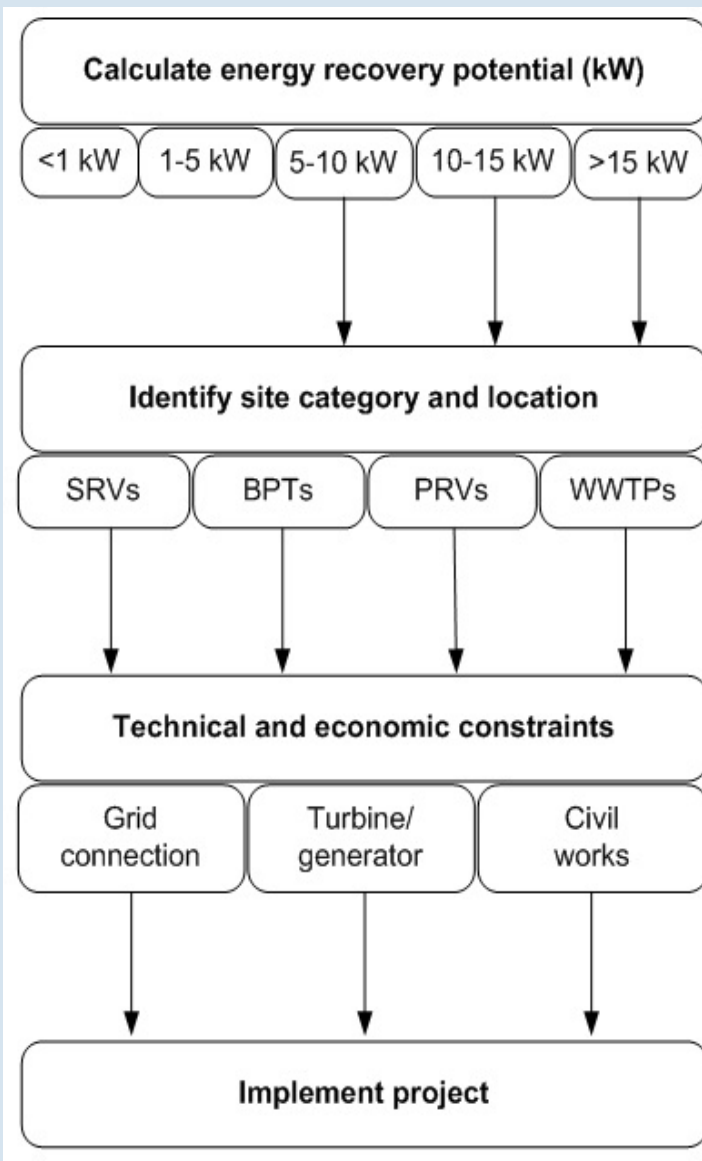 Calculate energy recovery potential (kW)
<1 kW 1-5 kW 5-10 kW 10-15 kW >15 kW
Identify site category and location
SRVs BPTs PRVs WWTPs
Technical and economic constraints
Grid connection
Turbine/ generator
Civil works
Implement project